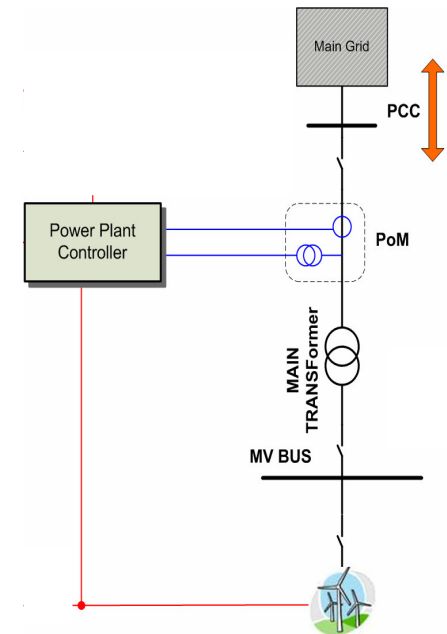 Main Grid
PCC
Power Plant
Controller
PoM
MAIN
TRANSFormer
MV BUS